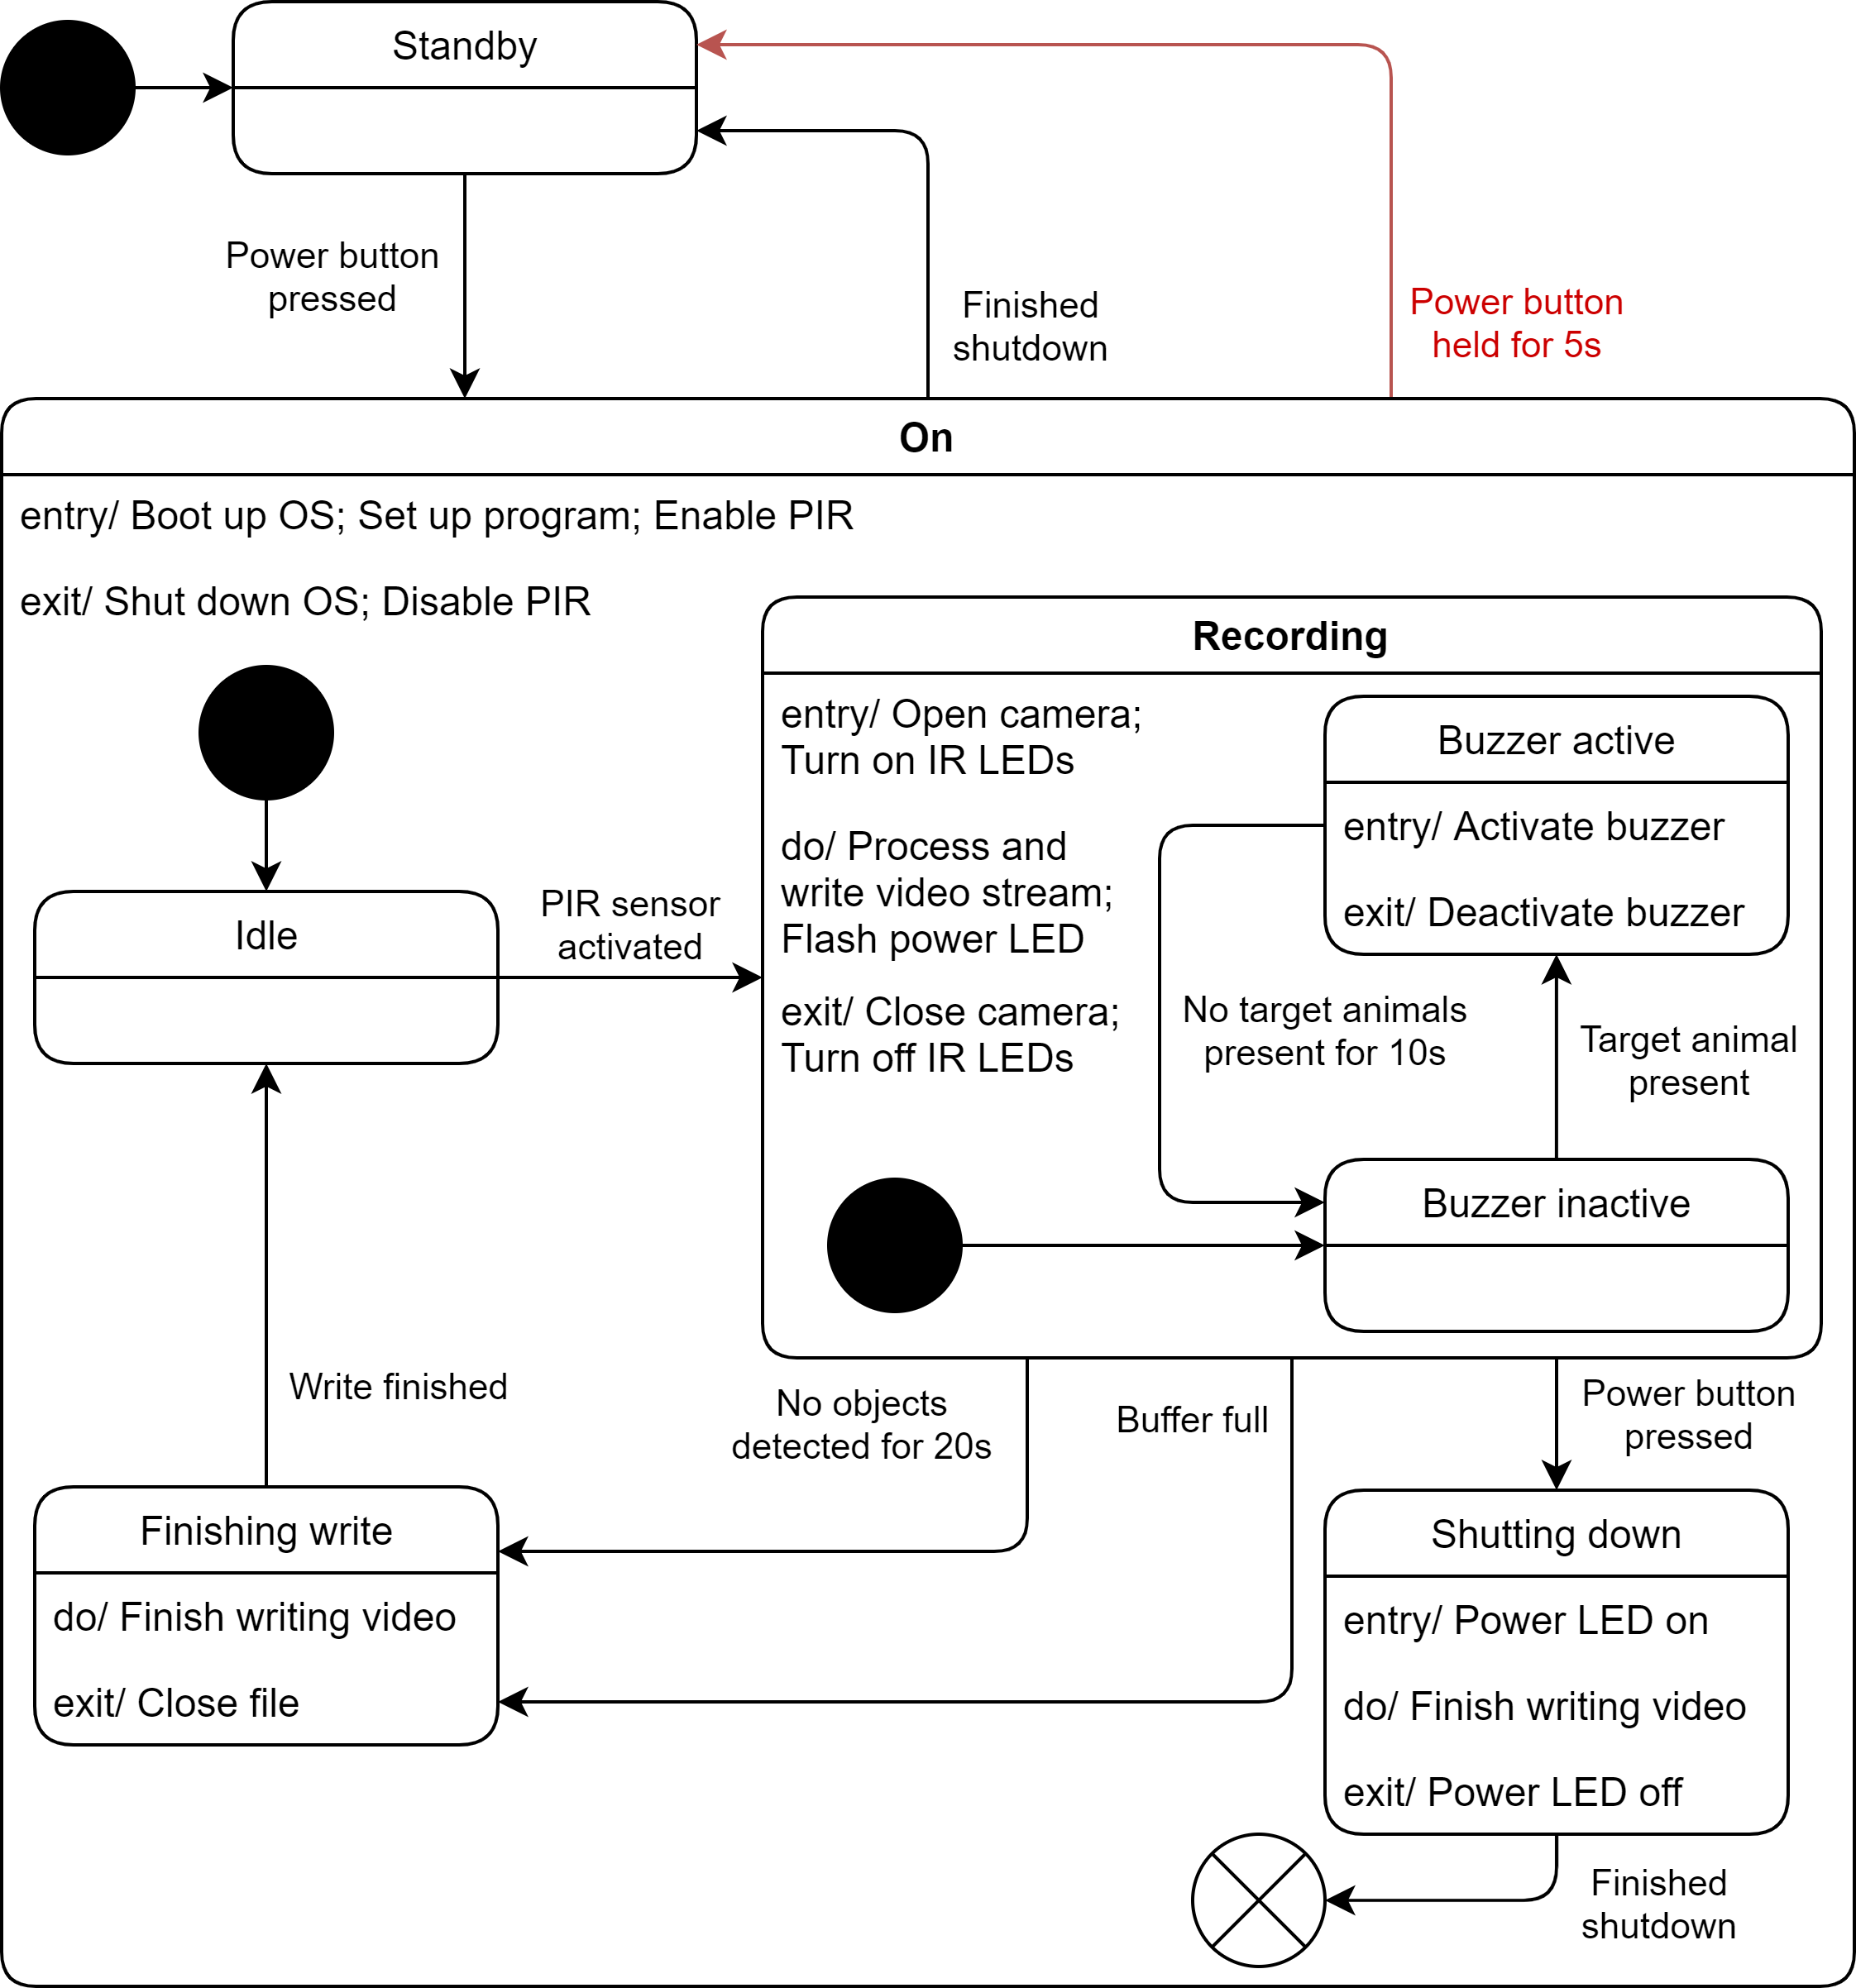 Standby
Power button
pressed
Finished
shutdown
Power button
held for 5s
On
entry/ Boot up OS; Set up program; Enable PIR
exit/ Shut down OS; Disable PIR
Recording
entry/ Open camera;
Turn on IR LEDs
do/ Process and
write video stream;
Flash power LED
exit/ Close camera;
Turn off IR LEDs
Buzzer active
entry/ Activate buzzer
exit/ Deactivate buzzer
Idle
PIR sensor
activated
No target animals
present for 10s
Target animal
present
Buzzer inactive
Write finished
No objects
detected for 20s
Buffer full
Power button
pressed
Finishing write
do/ Finish writing video
exit/ Close file
Shutting down
entry/ Power LED on
do/ Finish writing video
exit/ Power LED off
Finished
shutdown